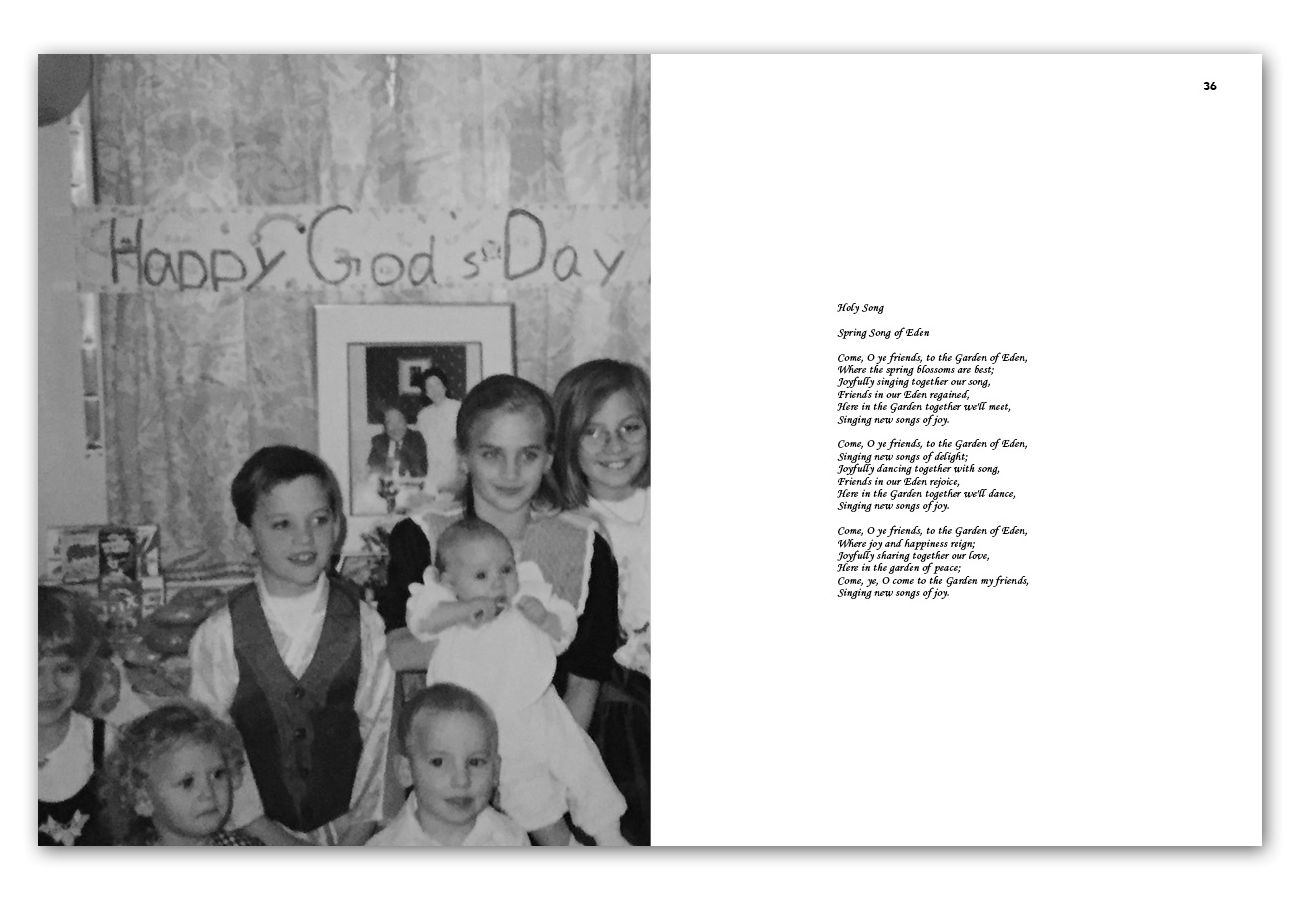 Happy God's Day
36
Holy Song
Spring Song of Eden
Come, O ye friends, to the Garden of Eden,
Where the spring blossoms are best;
Joyfully singing together our song,
Friends in our Eden regained,
Here in the Garden together we'll meet,
Singing new songs of joy.
Come, O ye friends, to the Garden of Eden,
Singing new songs of delight;
Joyfully dancing together with song,
Friends in our Eden rejoice,
Here in the Garden together we'll dance,
Singing new songs of joy.
Come, O ye friends, to the Garden of Eden,
Where joy and happiness reign;
Joyfully sharing together our love,
Here in the garden of peace;
Come, ye, O come to the Garden my friends,
Singing new songs of joy.